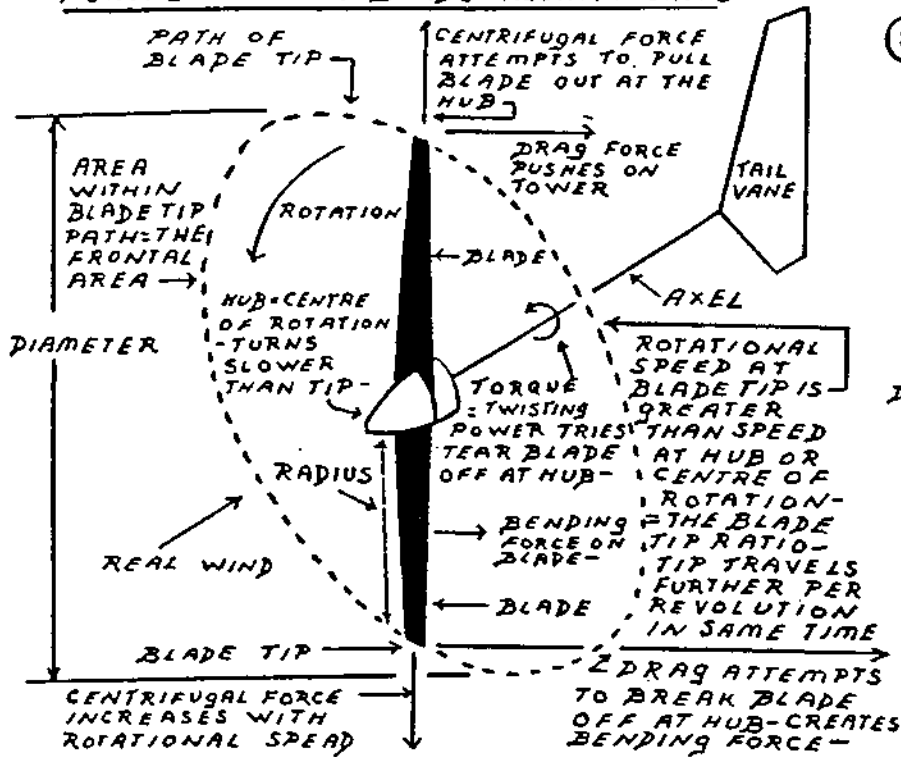 PATH OF
BLADE TIP
CENTRIFUGAL FORCE
ATTEMPTS TO PULL
BLADE OUT AT THE
HUB
DRAG FORCE
PUSHES ON
TOWER
TAIL
VANE
AREA
WITHIN
BLADE TIP
PATH=THE
FRONTAL
AREA
ROTATION
BLADE
AXEL
HUB=CENTRE
OF ROTATION
-TURNS
SLOWER
THAN TIP-
DIAMETER
TORQUE
=TWISTING
POWER TRIES
TEAR BLADE
OFF AT HUB-
ROTATIONAL
SPEED AT
BLADE TIP IS
GREATER
THAN SPEED
AT HUB OR
CENTRE OF
ROTATION-
=THE BLADE
TIP RATIO-
TIP TRAVELS
FURTHER PER
REVOLUTION
IN SAME TIME
RADIUS
BENDING
FORCE ON
BLADE-
REAL WIND
BLADE
BLADE TIP
DRAG ATTEMPTS
TO BREAK BLADE
OFF AT HUB-CREATES
BENDING FORCE-
CENTRIFUGAL FORCE
INCREASES WITH
ROTATIONAL SPEAD